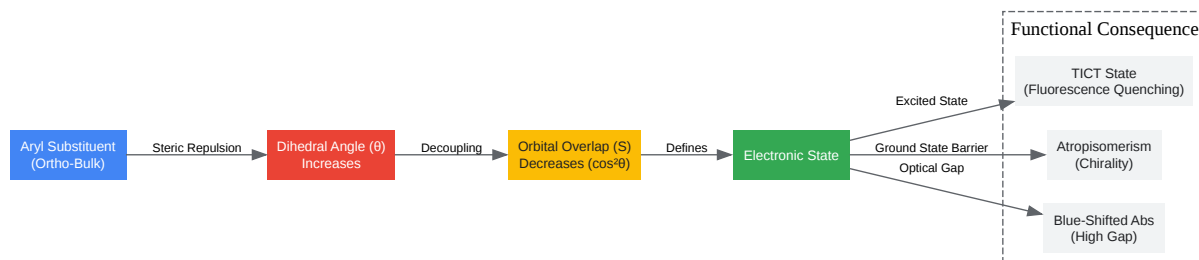 Functional Consequence
TICT State
(Fluorescence Quenching)
Excited State
Aryl Substituent
(Ortho-Bulk)
Steric Repulsion
Dihedral Angle (θ)
Increases
Decoupling
Orbital Overlap (S)
Decreases (cos²θ)
Defines
Electronic State
Ground State Barrier
Atropisomerism
(Chirality)
Optical Gap
Blue-Shifted Abs
(High Gap)